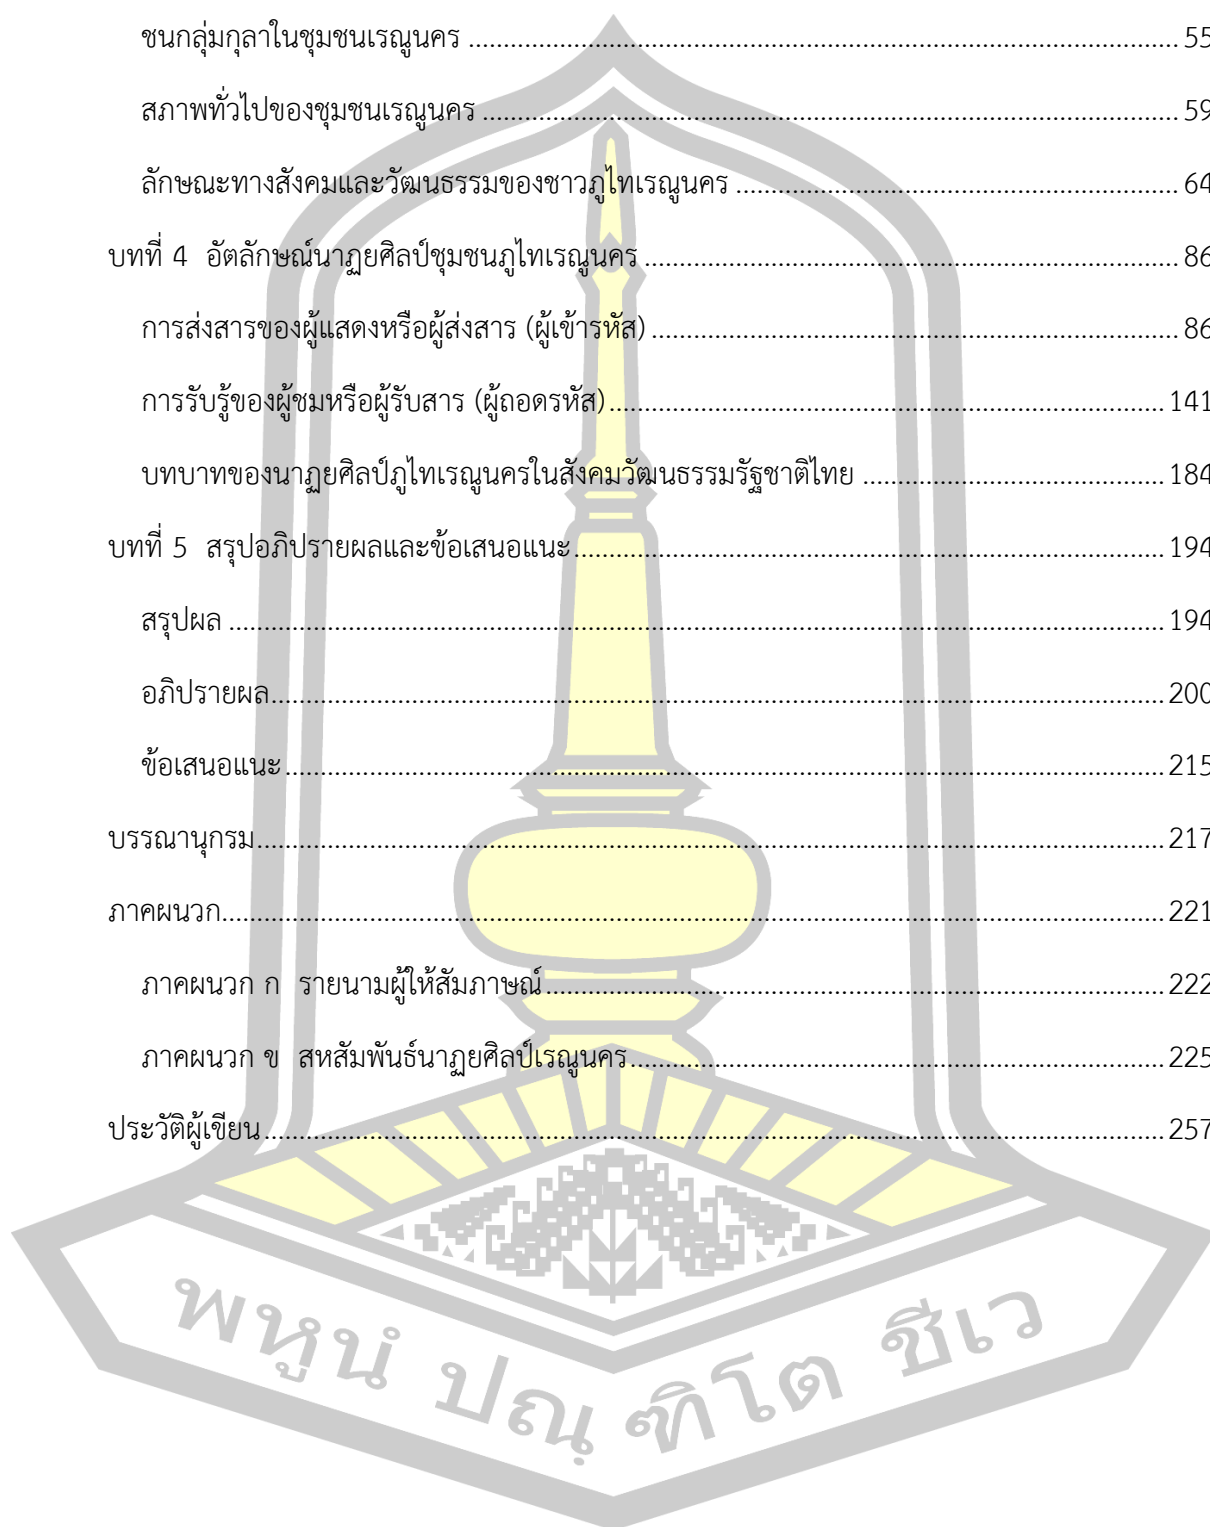 ชนกลุ่มกุลาในชุมชนเรณูนคร ........................................................................................................... 55
สภาพทั่วไปของชุมชนเรณูนคร ......................................................................................................... 59
ลักษณะทางสังคมและวัฒนธรรมของชาวภูไทเรณูนคร ................................................................... 64
บทที่ 4 อัตลักษณ์นาฏยศิลป์ชุมชนภูไทเรณูนคร ................................................................................ 86
การส่งสารของผู้แสดงหรือผู้ส่งสาร (ผู้เข้ารหัส) ............................................................................... 86
การรับรู้ของผู้ชมหรือผู้รับสาร (ผู้ถอดรหัส) ................................................................................... 141
บทบาทของนาฏยศิลป์ภูไทเรณูนครในสังคมวัฒนธรรมรัฐชาติไทย ............................................. 184
บทที่ 5 สรุปอภิปรายผลและข้อเสนอแนะ ......................................................................................... 194
สรุปผล ............................................................................................................................................ 194
อภิปรายผล ...................................................................................................................................... 200
ข้อเสนอแนะ .................................................................................................................................... 215
บรรณานุกรม ........................................................................................................................................ 217
ภาคผนวก ............................................................................................................................................. 221
ภาคผนวก ก รายนามผู้ให้สัมภาษณ์ ............................................................................................. 222
ภาคผนวก ข สหสัมพันธ์นาฏยศิลป์เรณูนคร ................................................................................ 225
ประวัติผู้เขียน ....................................................................................................................................... 257
พหูนํ ปณฺฑิโต ชีเว